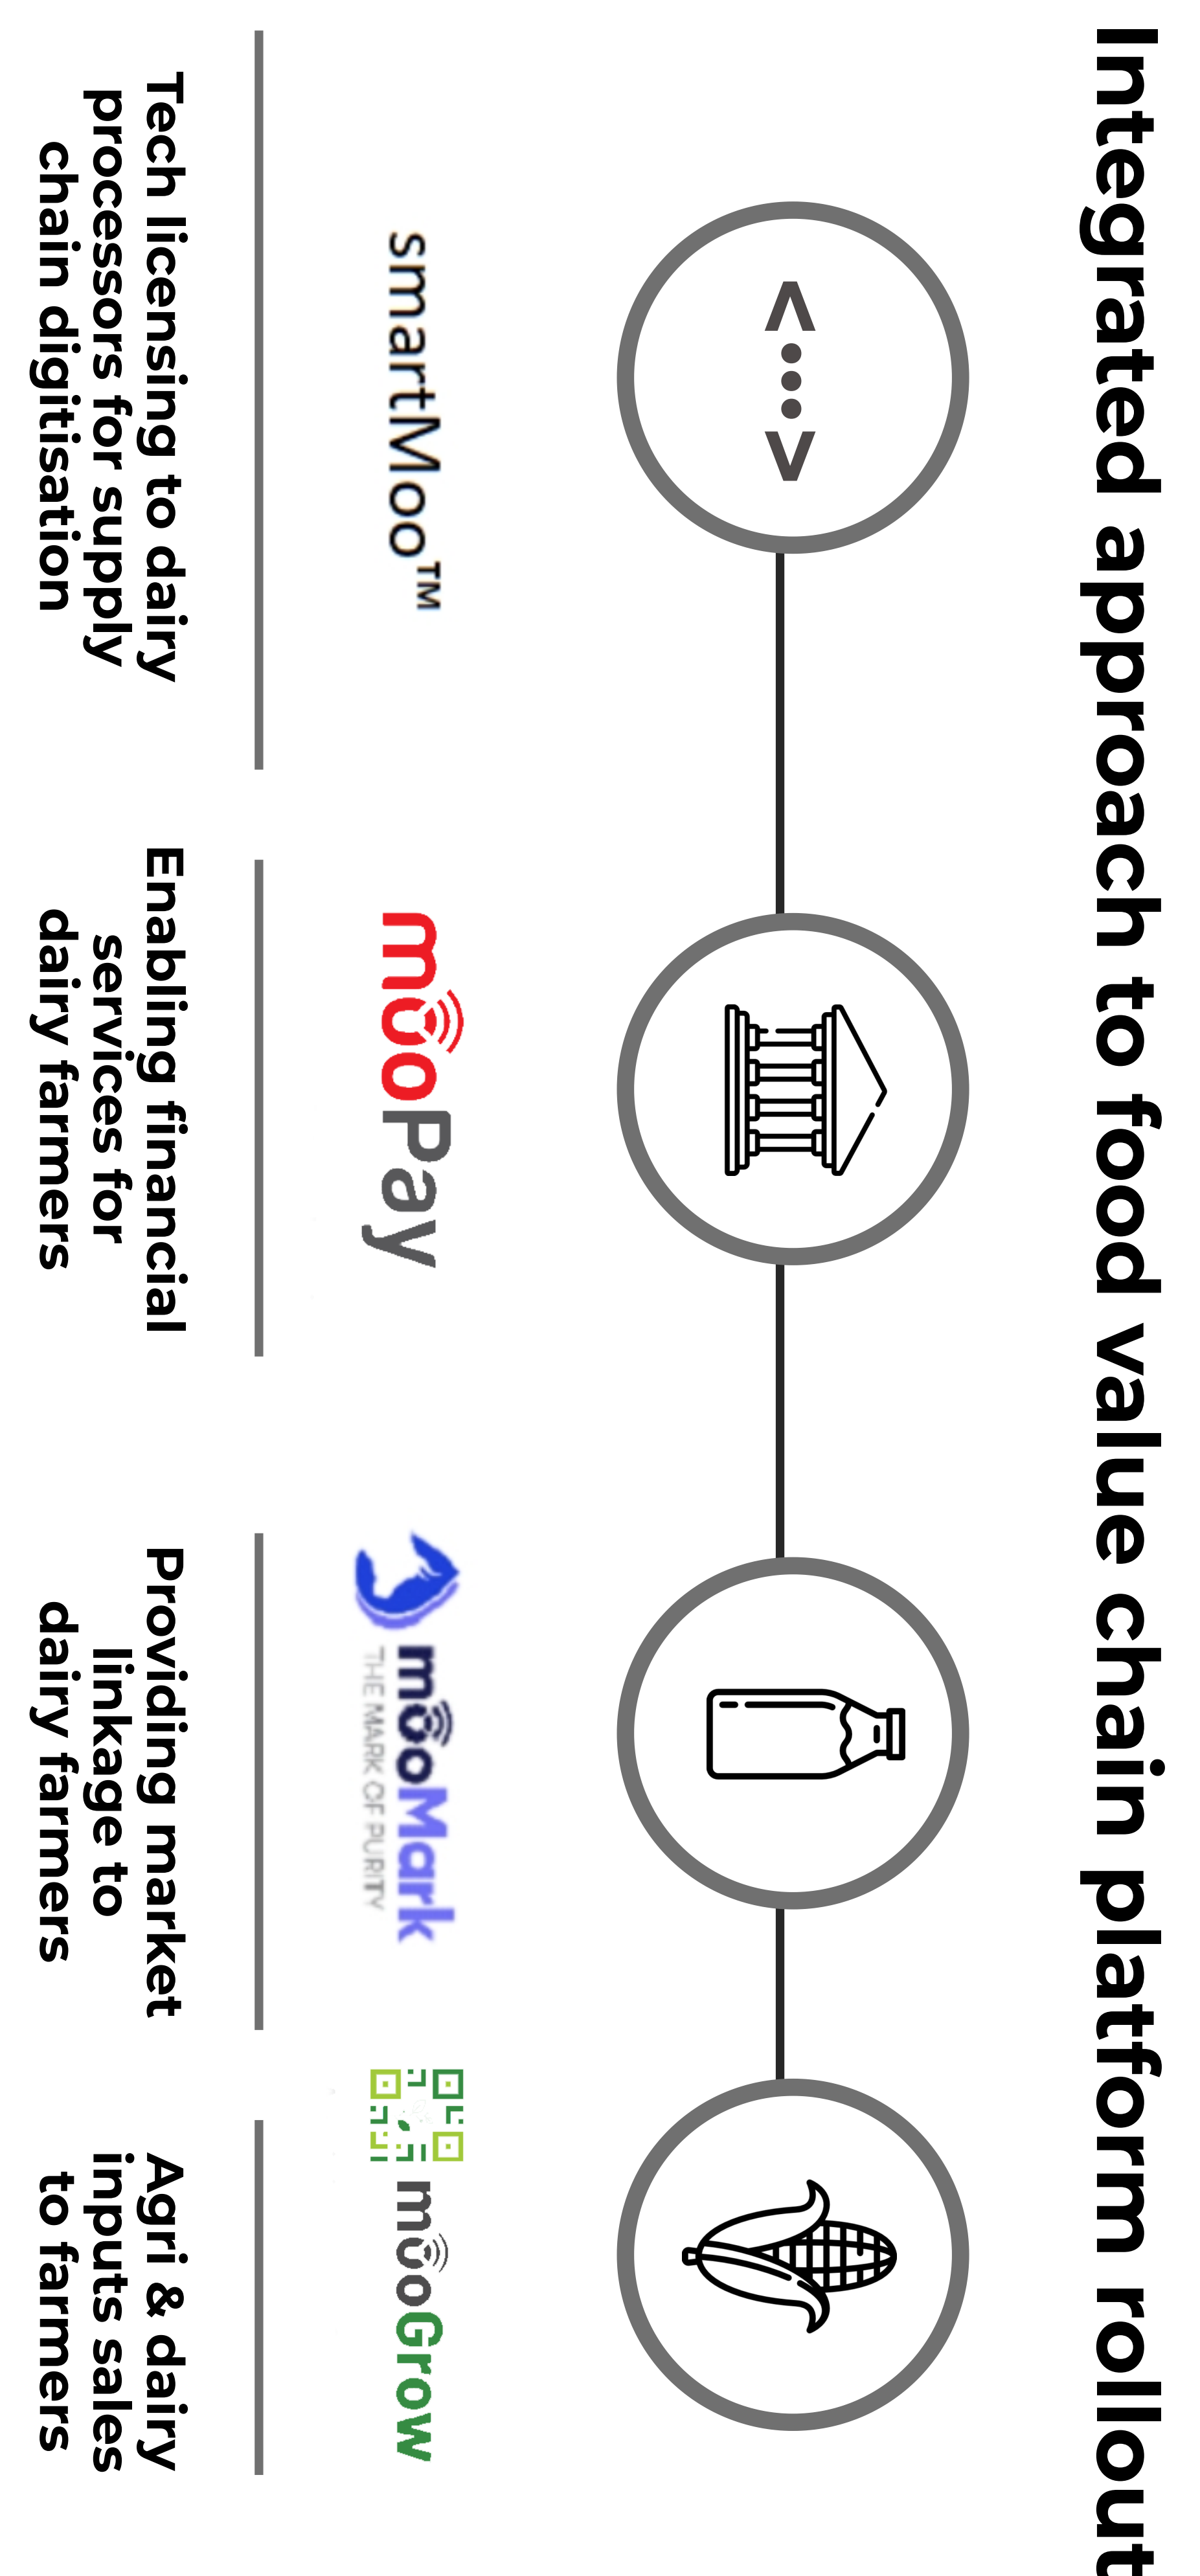 Integrated approach to food value chain platform rollout
<...>
smartMoo™
mooPay
mooMark
THE MARK OF PURITY
mooGrow
Tech licensing to dairy
processors for supply
chain digitisation
Enabling financial
services for
dairy farmers
Providing market
linkage to
dairy farmers
Agri & dairy
inputs sales
to farmers